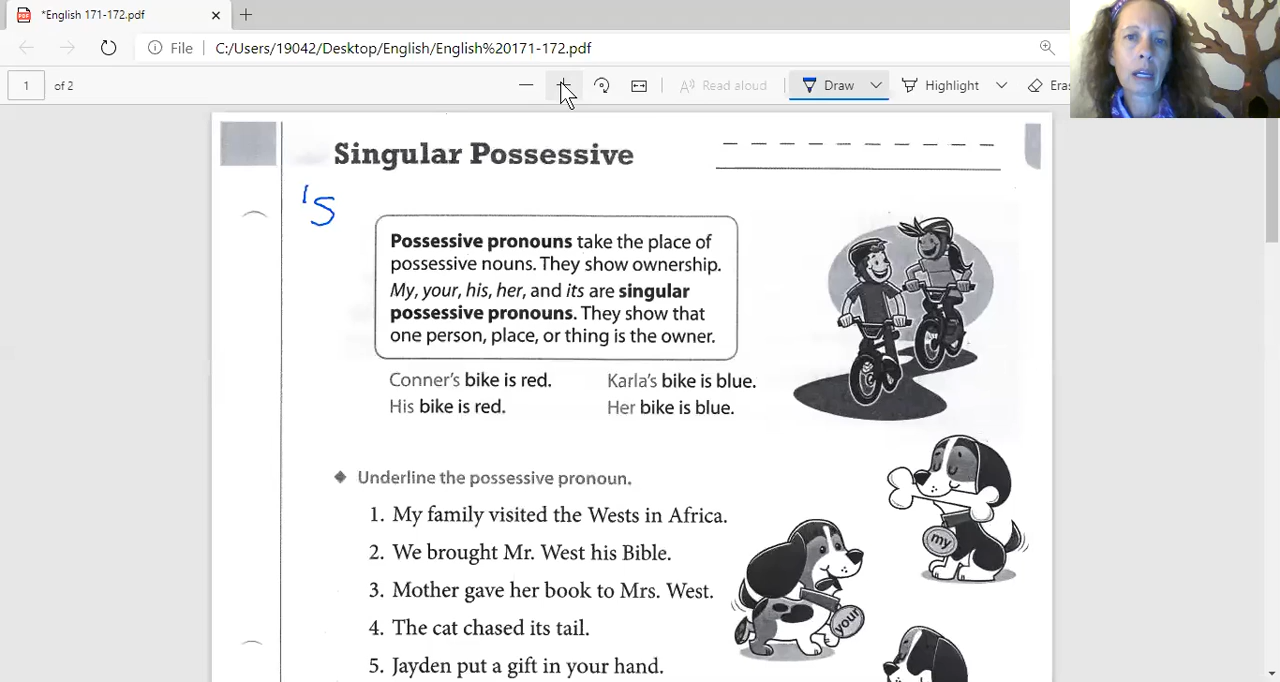 *English 171-172.pdf
File C:/Users/19042/Desktop/English/English%20171-172.pdf
1 of 2 Read aloud Draw Highlight Eras
Singular Possessive
's
Possessive pronouns take the place of
possessive nouns. They show ownership.
My, your, his, her, and its are singular
possessive pronouns. They show that
one person, place, or thing is the owner.
Conner's bike is red. Karla's bike is blue.
His bike is red. Her bike is blue.
Underline the possessive pronoun.
1. My family visited the Wests in Africa.
2. We brought Mr. West his Bible.
3. Mother gave her book to Mrs. West.
4. The cat chased its tail.
5. Jayden put a gift in your hand.
my
your